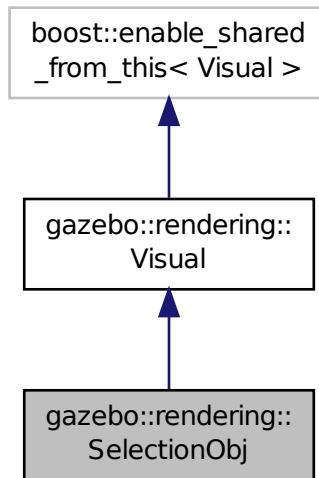 boost::enable_shared
_from_this< Visual >
gazebo::rendering::
Visual
gazebo::rendering::
SelectionObj